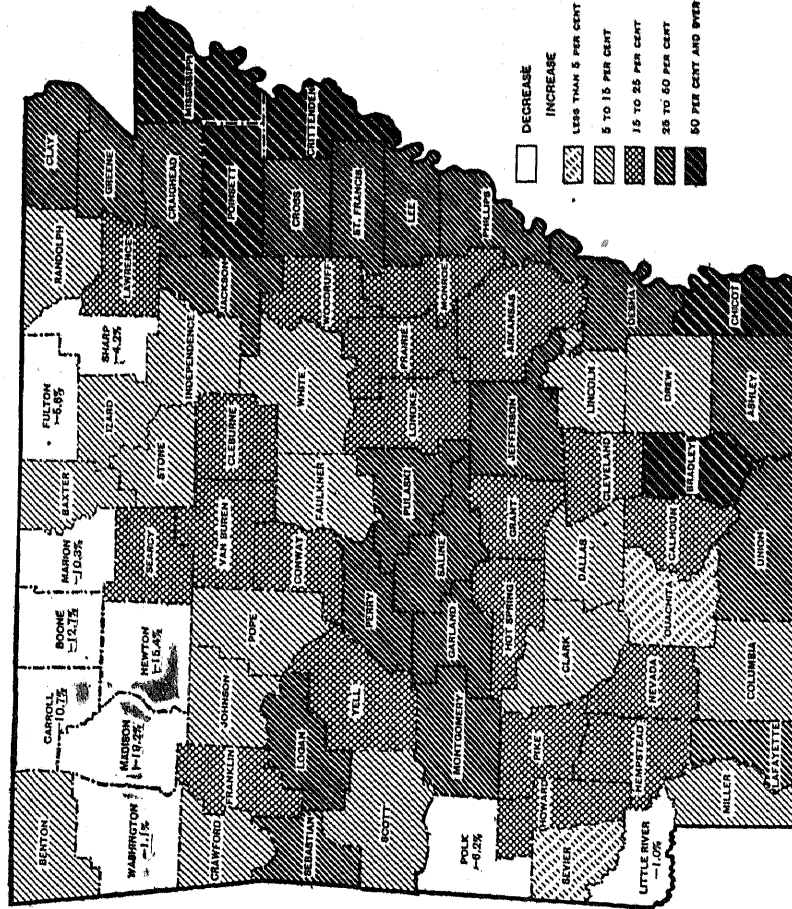 BENTON
CARROLL
-10.7%
BOONE
-12.7%
MARION
-10.3%
BAXTER
FULTON
-5.6%
SHARP
-4.2%
RANDOLPH
CLAY
WASHINGTON
-1.1%
MADISON
NEWTON
-15.4%
SEARCY
STONE
IZARD
INDEPENDENCE
LAWRENCE
GREENE
CRAIGHEAD
MISSISSIPPI
CRAWFORD
FRANKLIN
JOHNSON
POPE
VAN BUREN
CLEBURNE
JACKSON
POINSETT
SEBASTIAN
LOGAN
CONWAY
FAULKNER
WHITE
WOODRUFF
CROSS
CRITTENDEN
SCOTT
YELL
PERRY
PULASKI
LONOKE
PRAIRIE
MONROE
ST. FRANCIS
LEE
PHILLIPS
POLK
-6.2%
MONTGOMERY
GARLAND
SALINE
HOT SPRING
GRANT
JEFFERSON
ARKANSAS
SEVIER
HOWARD
PIKE
CLARK
DALLAS
CLEVELAND
LINCOLN
DESHA
LITTLE RIVER
-1.0%
HEMPSTEAD
NEVADA
OUACHITA
CALHOUN
BRADLEY
DREW
CHICOT
MILLER
LAFAYETTE
COLUMBIA
UNION
ASHLEY
DECREASE
INCREASE
LESS THAN 5 PER CENT
5 TO 15 PER CENT
15 TO 25 PER CENT
25 TO 50 PER CENT
50 PER CENT AND OVER